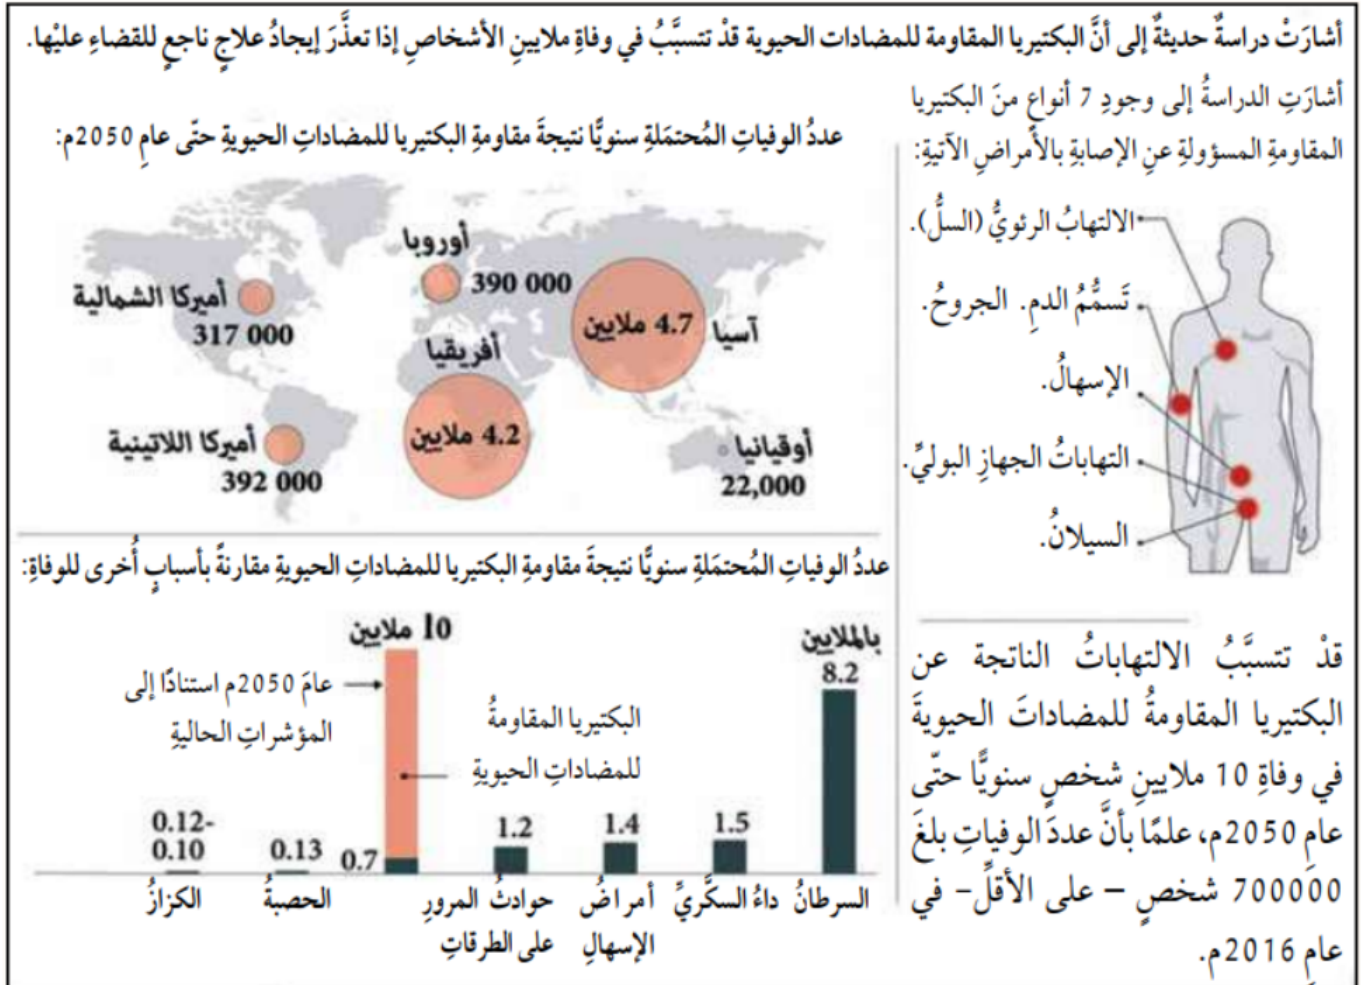 أشارَتْ دراسةٌ حديثةٌ إلى أنَّ البكتيريا المقاومة للمضادات الحيوية قدْ تتسبَّبُ في وفاةِ ملايينِ الأشخاصِ إذا تعذَّرَ إيجادُ علاجٍ ناجعٍ للقضاءِ عليْها.
أشارَتِ الدراسةُ إلى وجودِ 7 أنواعٍ منَ البكتيريا
المقاومةِ المسؤولةِ عنِ الإصابةِ بالأمراضِ الآتيةِ:
الالتهابُ الرئويُّ (السلُّ).
تَسمُّمُ الدمِ. الجروحُ.
الإسهالُ.
التهاباتُ الجهازِ البوليِّ.
السيلانُ.
قدْ تتسبَّبُ الالتهاباتُ الناتجة عن
البكتيريا المقاومةُ للمضاداتَ الحيويةَ
في وفاةِ 10 ملايينِ شخصٍ سنويًّا حتّى
عامِ 2050م، علمًا بأنَّ عددَ الوفياتِ بلغَ
700000 شخصٍ – على الأقلِّ- في
عامِ 2016م.
عددُ الوفياتِ المُحتمَلةِ سنويًّا نتيجةَ مقاومةِ البكتيريا للمضاداتِ الحيويةِ حتّى عامِ 2050م:
أوروبا
390 000
أميركا الشمالية
317 000
آسيا
4.7 ملايين
أفريقيا
4.2 ملايين
أميركا اللاتينية
392 000
أوقيانيا
22,000
عددُ الوفياتِ المُحتمَلةِ سنويًّا نتيجةَ مقاومةِ البكتيريا للمضاداتِ الحيويةِ مقارنةً بأسبابٍ أُخرى للوفاةِ:
بالملايين
8.2
10 ملايين
عامَ 2050م استنادًا إلى
المؤشراتِ الحاليةِ
البكتيريا المقاومةُ
للمضاداتِ الحيويةِ
1.5
1.4
1.2
0.7
0.13
0.12-
0.10
السرطانُ
داءُ السكَّريِّ
أمراضُ
الإسهالِ
حوادثُ المرورِ
على الطرقاتِ
الحصبةُ
الكزازُ